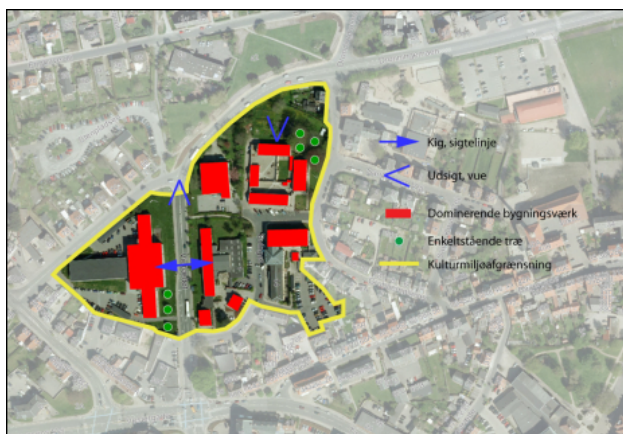 Kig, sigtelinje
Udsigt, vue
Dominerende bygningsværk
Enkeltstående træ
Kulturmiljøafgrænsning